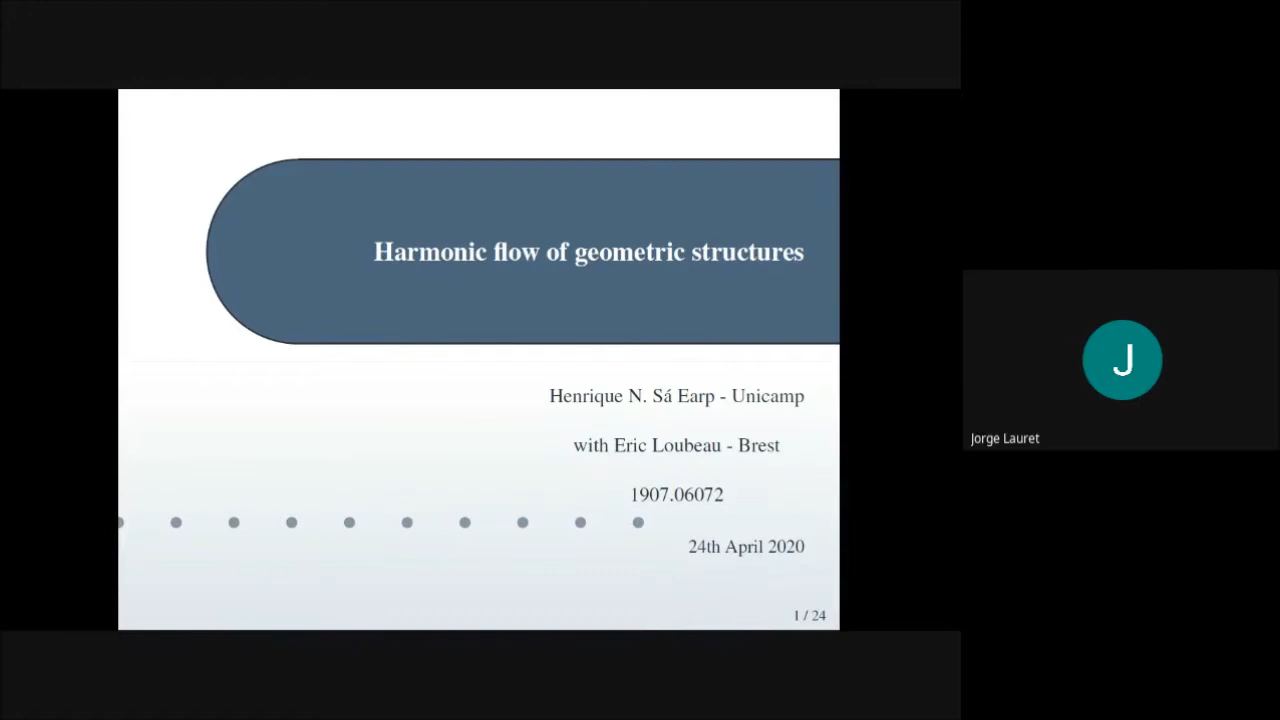 Harmonic flow of geometric structures
Henrique N. Sá Earp - Unicamp
with Eric Loubeau - Brest
1907.06072
24th April 2020
1 / 24
J
Jorge Lauret